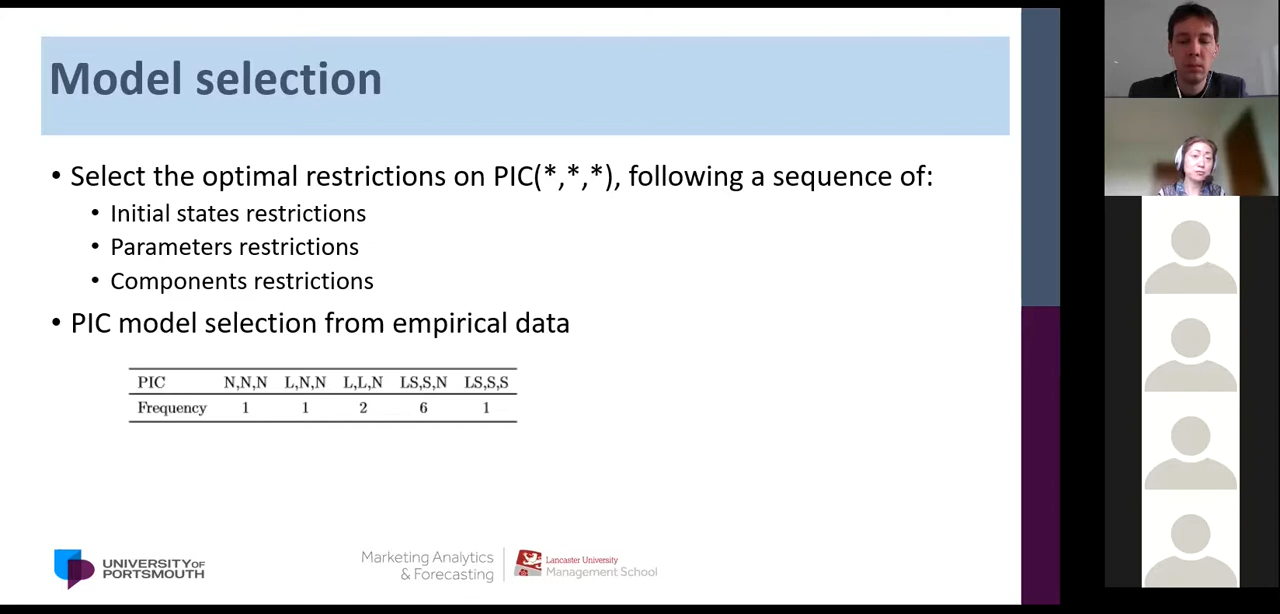 Model selection
• Select the optimal restrictions on PIC(*,*,*), following a sequence of:
• Initial states restrictions
• Parameters restrictions
• Components restrictions
• PIC model selection from empirical data
PIC N,N,N L,N,N L,L,N LS,S,N LS,S,S
Frequency 1 1 2 6 1
UNIVERSITY OF
PORTSMOUTH
Marketing Analytics
& Forecasting
Lancaster University
Management School